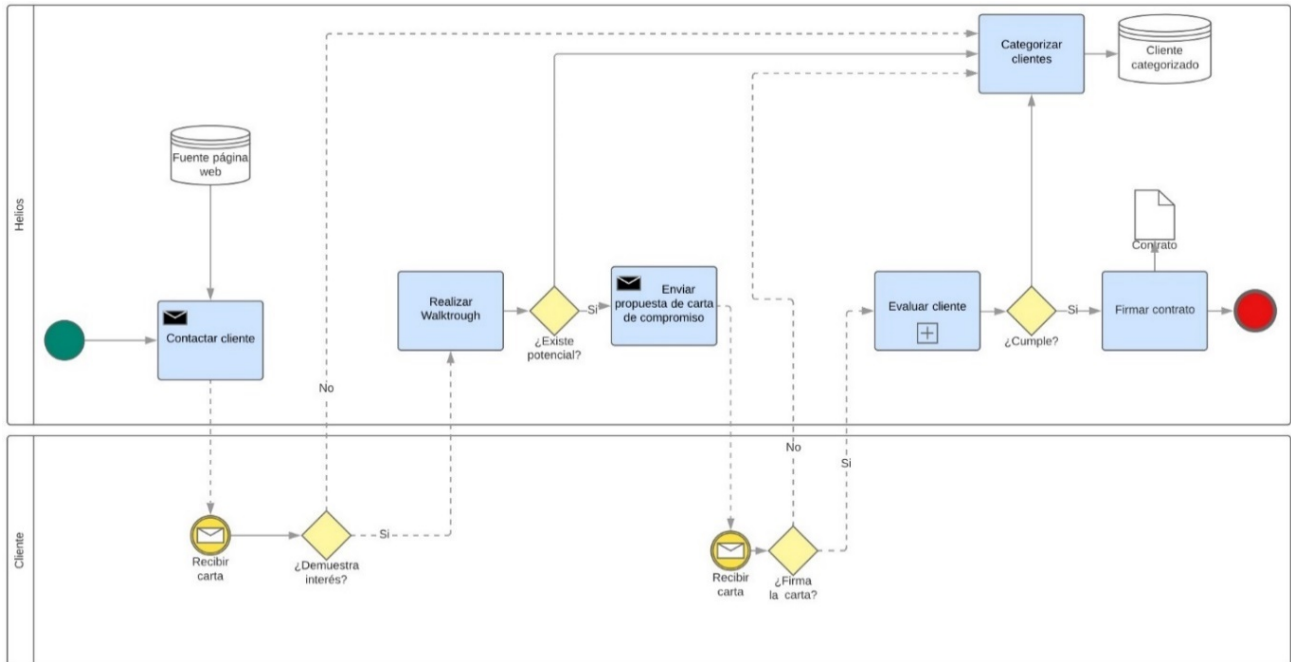 Helios
Categorizar
clientes
Cliente
categorizado
Fuente página
web
Contrato
Contactar cliente
Realizar
Walktrough
¿Existe
potencial?
Si
Enviar
propuesta de carta
de compromiso
Evaluar cliente
¿Cumple?
Si
Firmar contrato
No
Cliente
Recibir
carta
¿Demuestra
interés?
Si
Recibir
carta
¿Firma
la carta?
No
Si